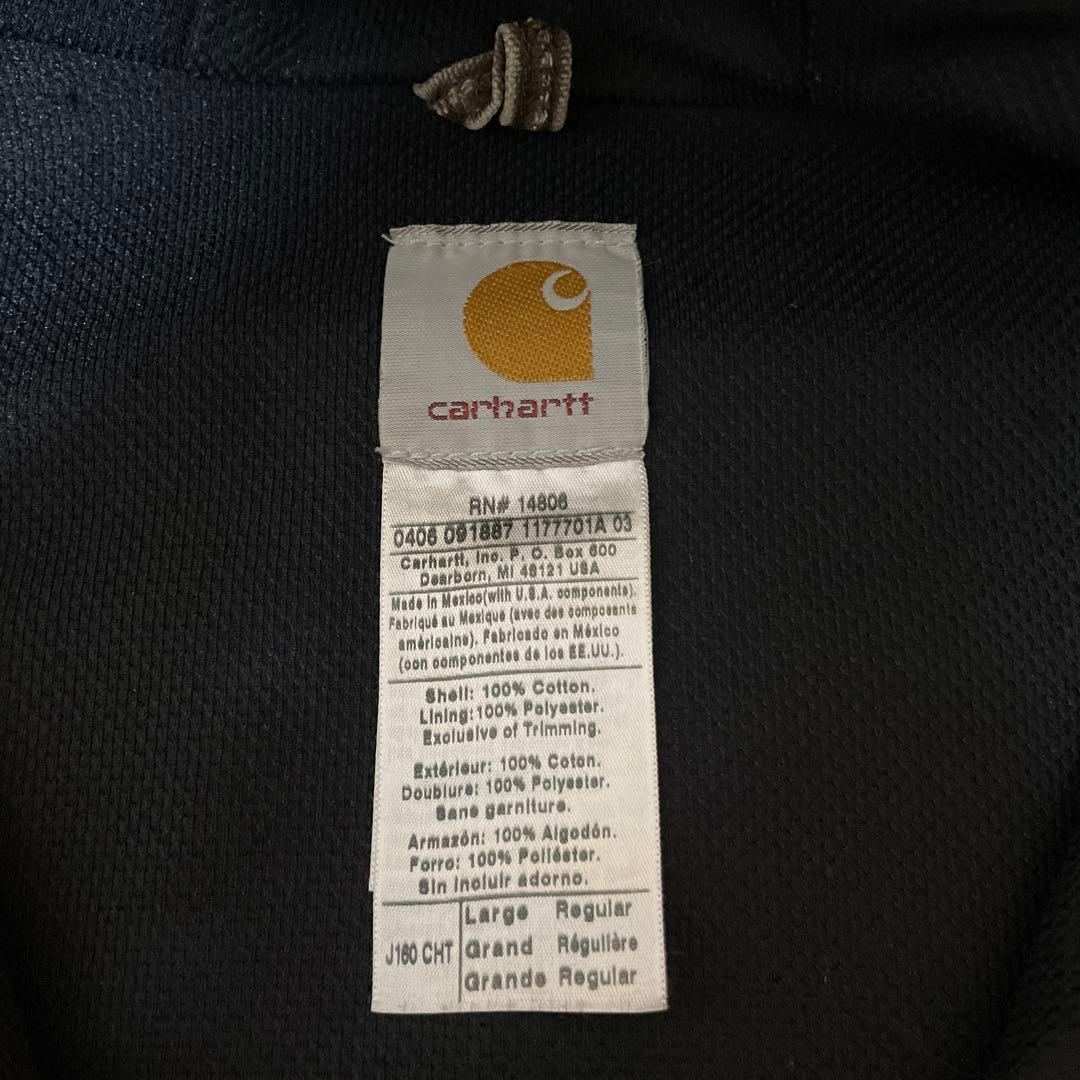 carhartt
RN# 14806
0406 091887 1177701A 03
Carhartt, Inc. P. O. Box 600
Dearborn, MI 48121 USA
Made in Mexico(with U.S.A. components).
Fabriqué au Mexique (avec des composants
américains). Fabricado en México
(con componentes de los EE.UU.).
Shell: 100% Cotton.
Lining:100% Polyester.
Exclusive of Trimming.
Extérieur: 100% Coton.
Doublure: 100% Polyester.
Sans garniture.
Armazón: 100% Algodón.
Forro: 100% Poliéster.
Sin incluir adorno.
J160 CHT
Large Regular
Grand Régulière
Grande Regular